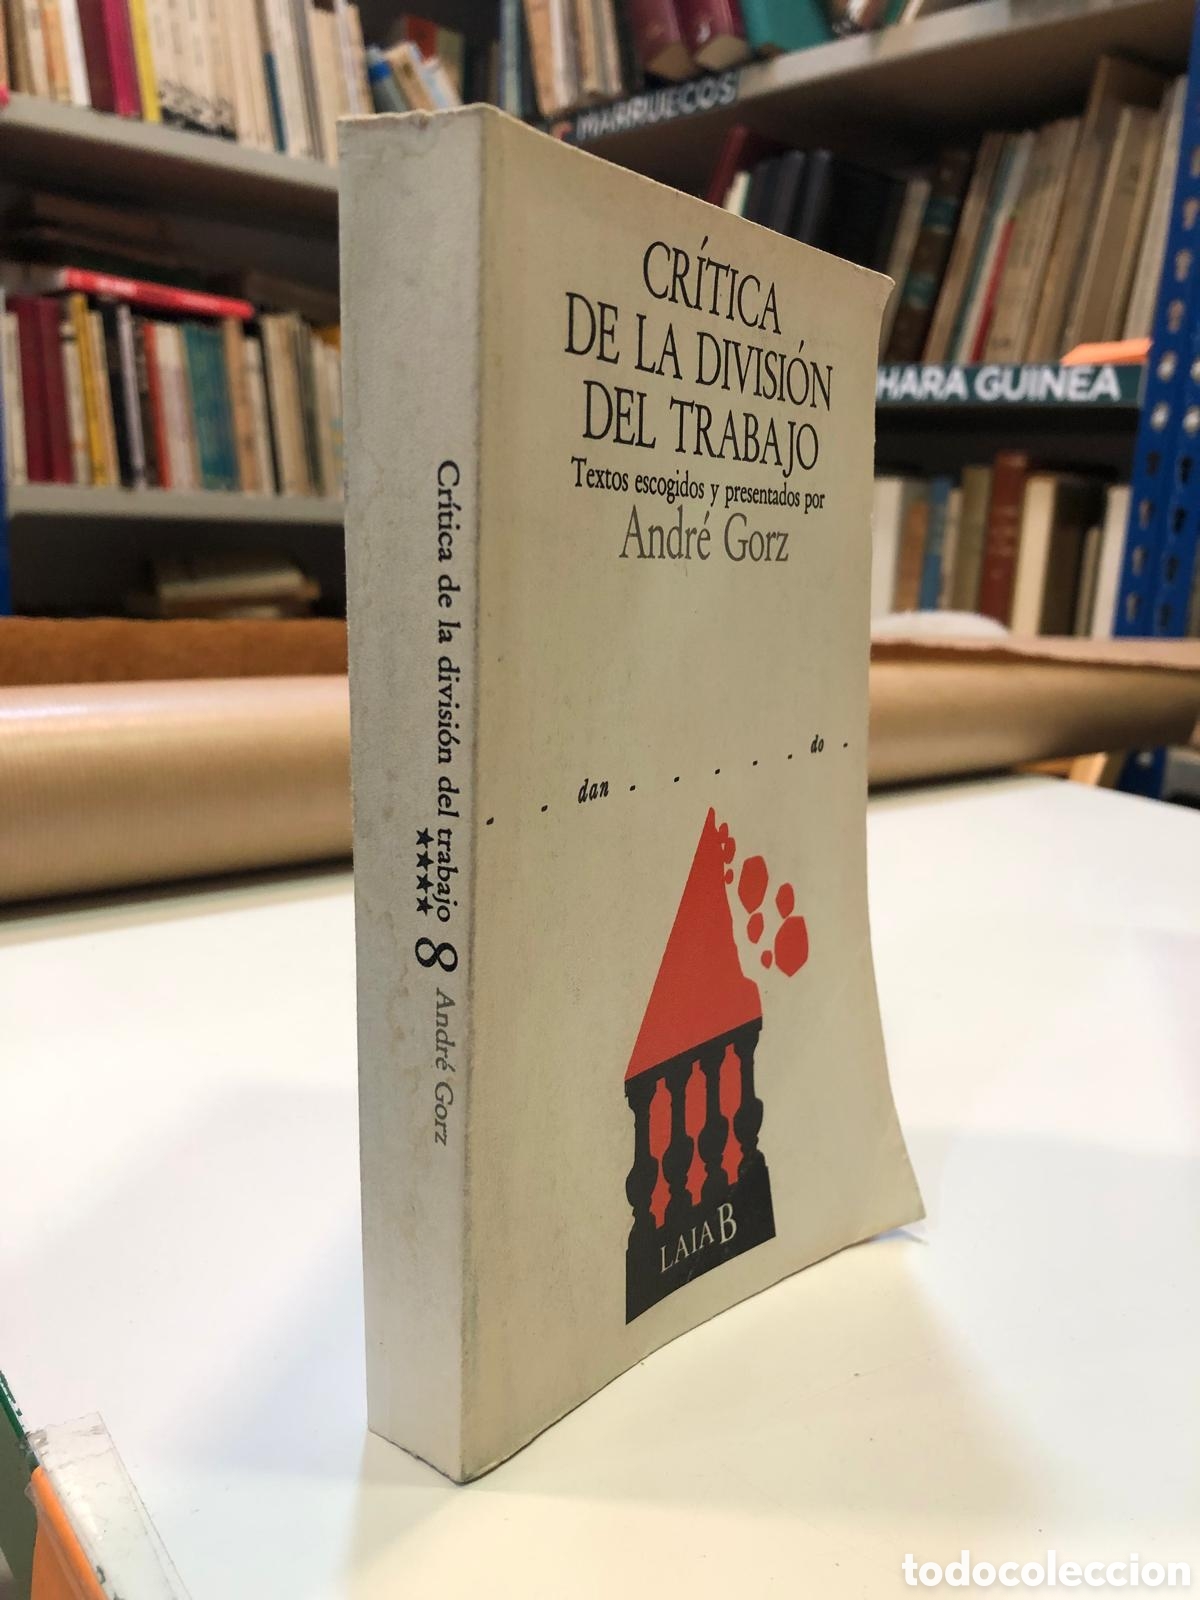 MARRUECOS
HARA GUINEA
CRÍTICA
DE LA DIVISIÓN
DEL TRABAJO
Textos escogidos y presentados por
André Gorz
- - dan - - - - - do -
LAIA B
Crítica de la división del trabajo
★★★★
8
André Gorz
todocoleccion